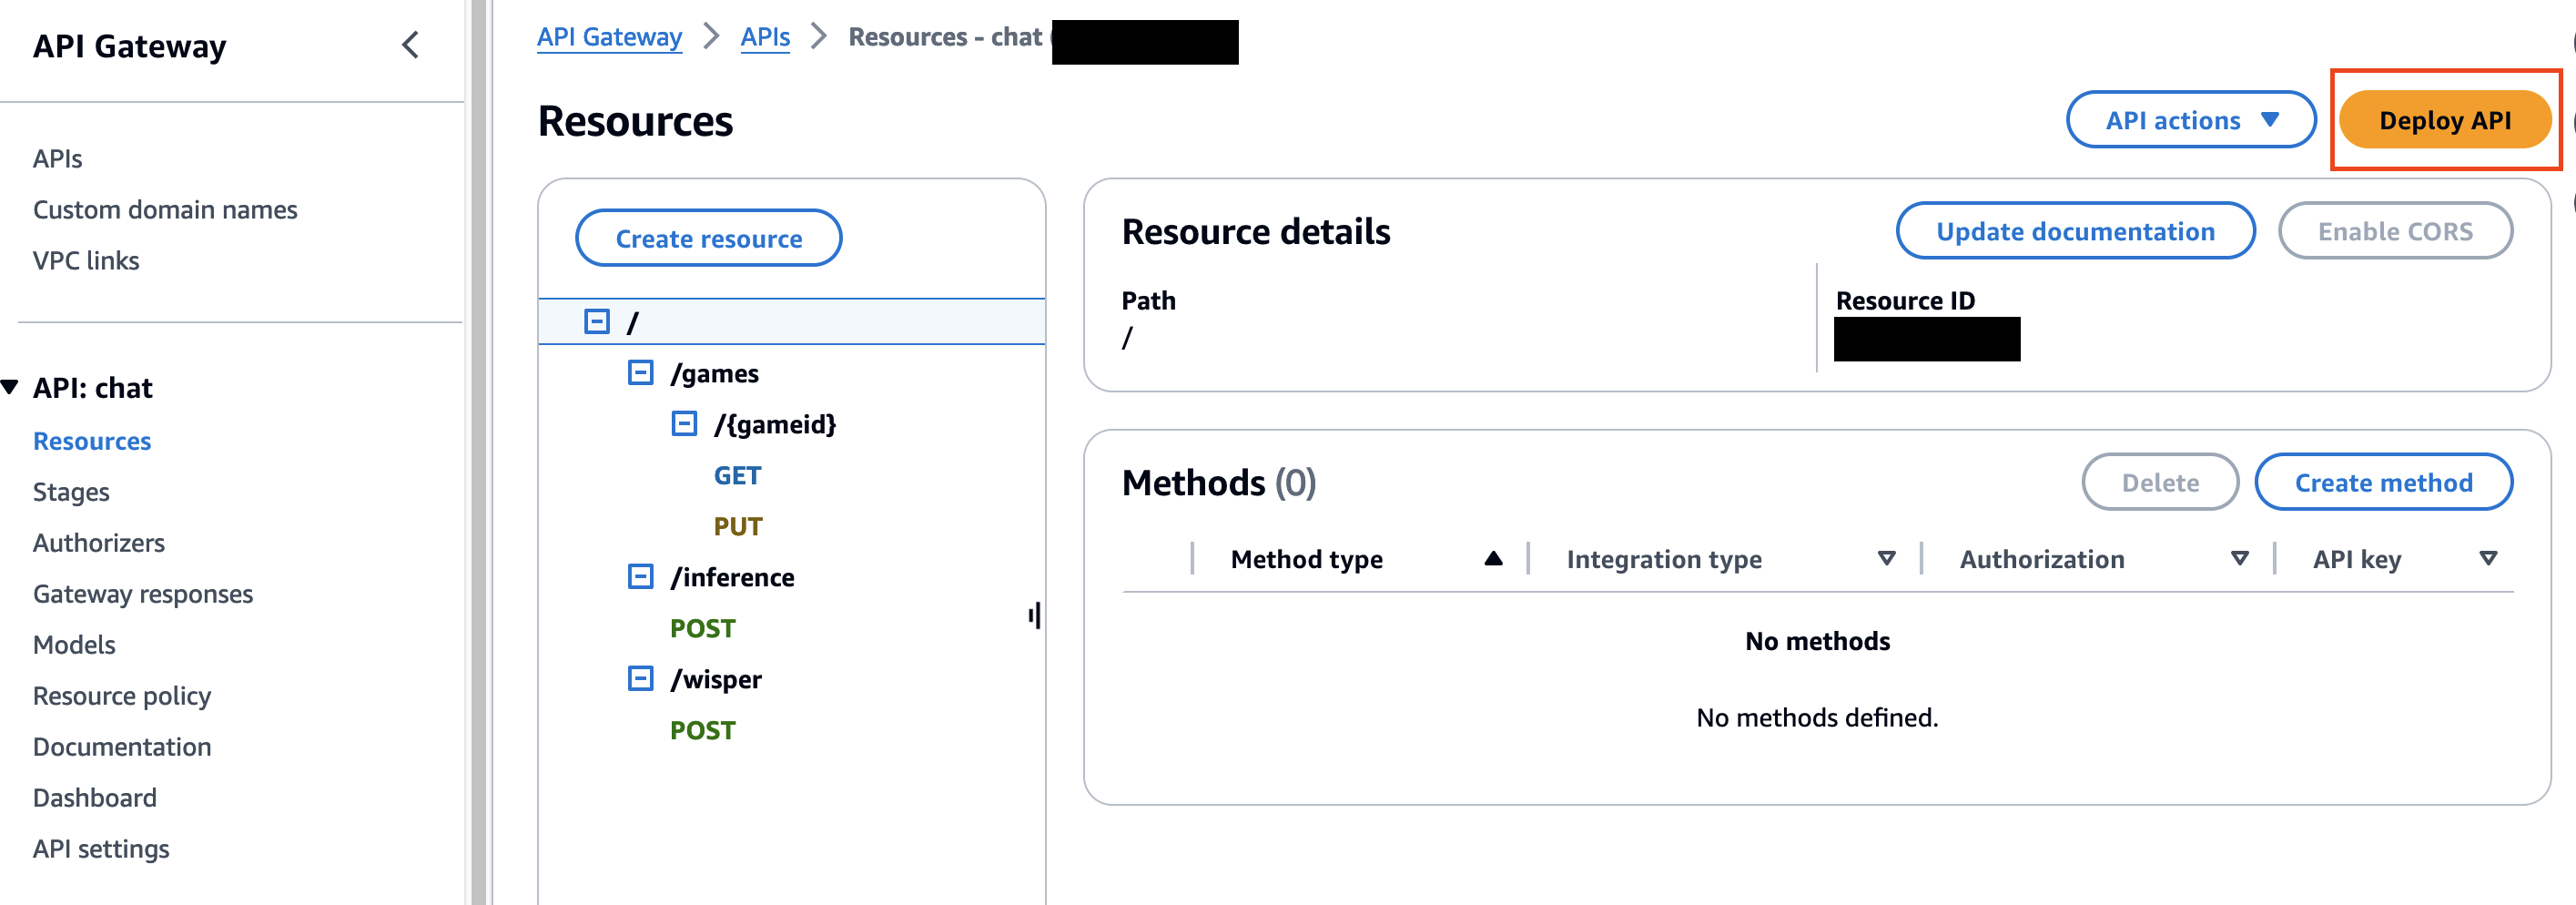 API Gateway
APIs
Custom domain names
VPC links
API: chat
Resources
Stages
Authorizers
Gateway responses
Models
Resource policy
Documentation
Dashboard
API settings
API Gateway > APIs > Resources - chat (
Resources
API actions
Deploy API
Create resource
/
/games
/{gameid}
GET
PUT
/inference
POST
/wisper
POST
Resource details
Update documentation
Enable CORS
Path
/
Resource ID
Methods (0)
Delete
Create method
Method type
Integration type
Authorization
API key
No methods
No methods defined.